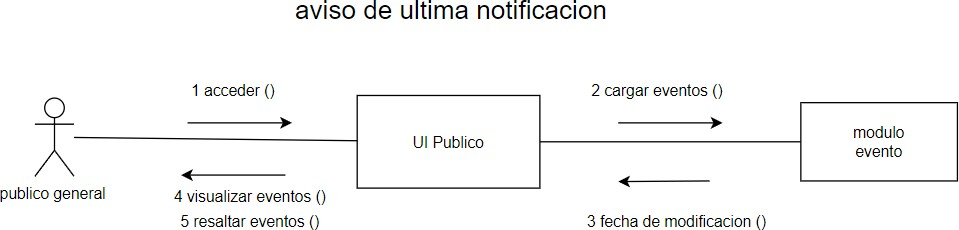 aviso de ultima notificacion
1 acceder ()
2 cargar eventos ()
UI Publico
modulo
evento
publico general
4 visualizar eventos ()
5 resaltar eventos ()
3 fecha de modificacion ()